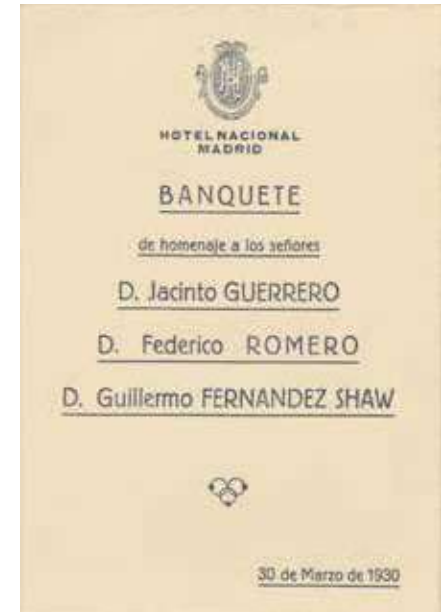 HOTEL NACIONAL
MADRID
BANQUETE
de homenaje a los señores
D. Jacinto GUERRERO
D. Federico ROMERO
D. Guillermo FERNANDEZ SHAW
30 de Marzo de 1930